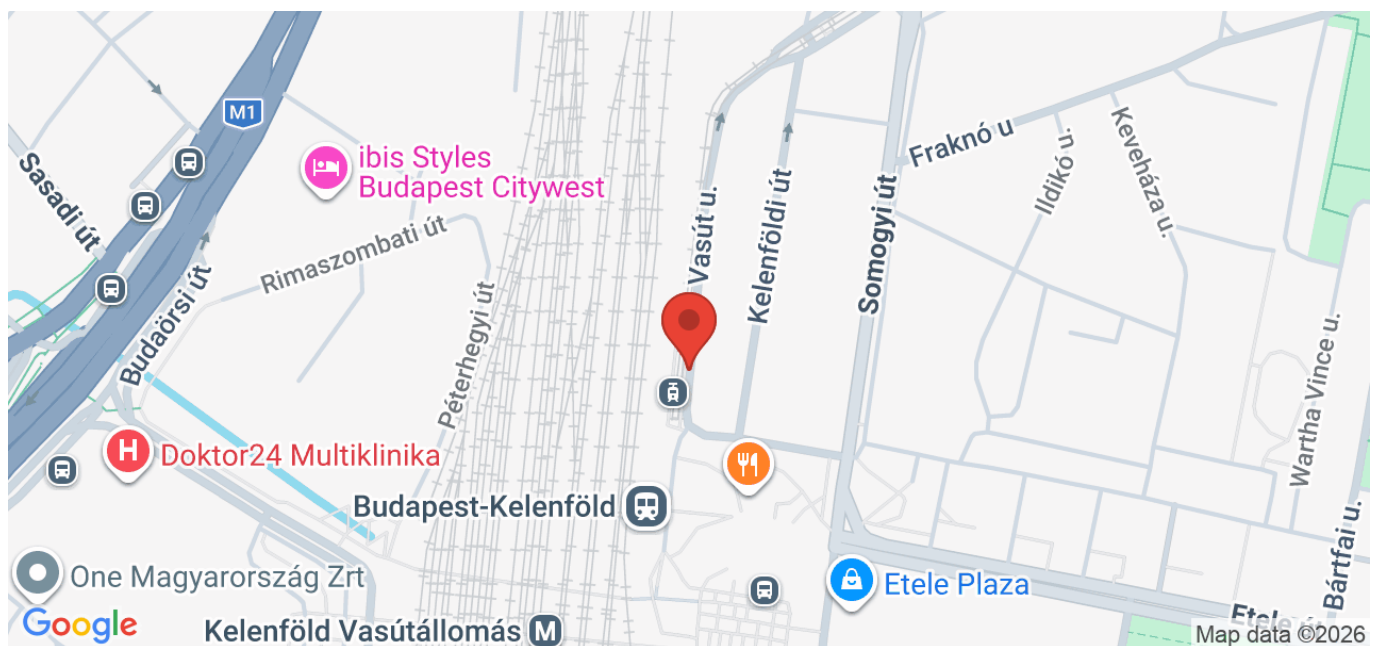 M1
ibis Styles
Budapest Citywest
Sasadi út
Rimaszombati út
Budaörsi út
Péterhegyi út
Vasút u.
Kelenföldi út
Somogyi út
Fraknó u
Ildikó u.
Keveháza u.
Wartha Vince u.
Bártfai u.
H
Doktor24 Multiklinika
Budapest-Kelenföld
One Magyarország Zrt
Etele Plaza
Google
Kelenföld Vasútállomás M
Etele út
Map data ©2026